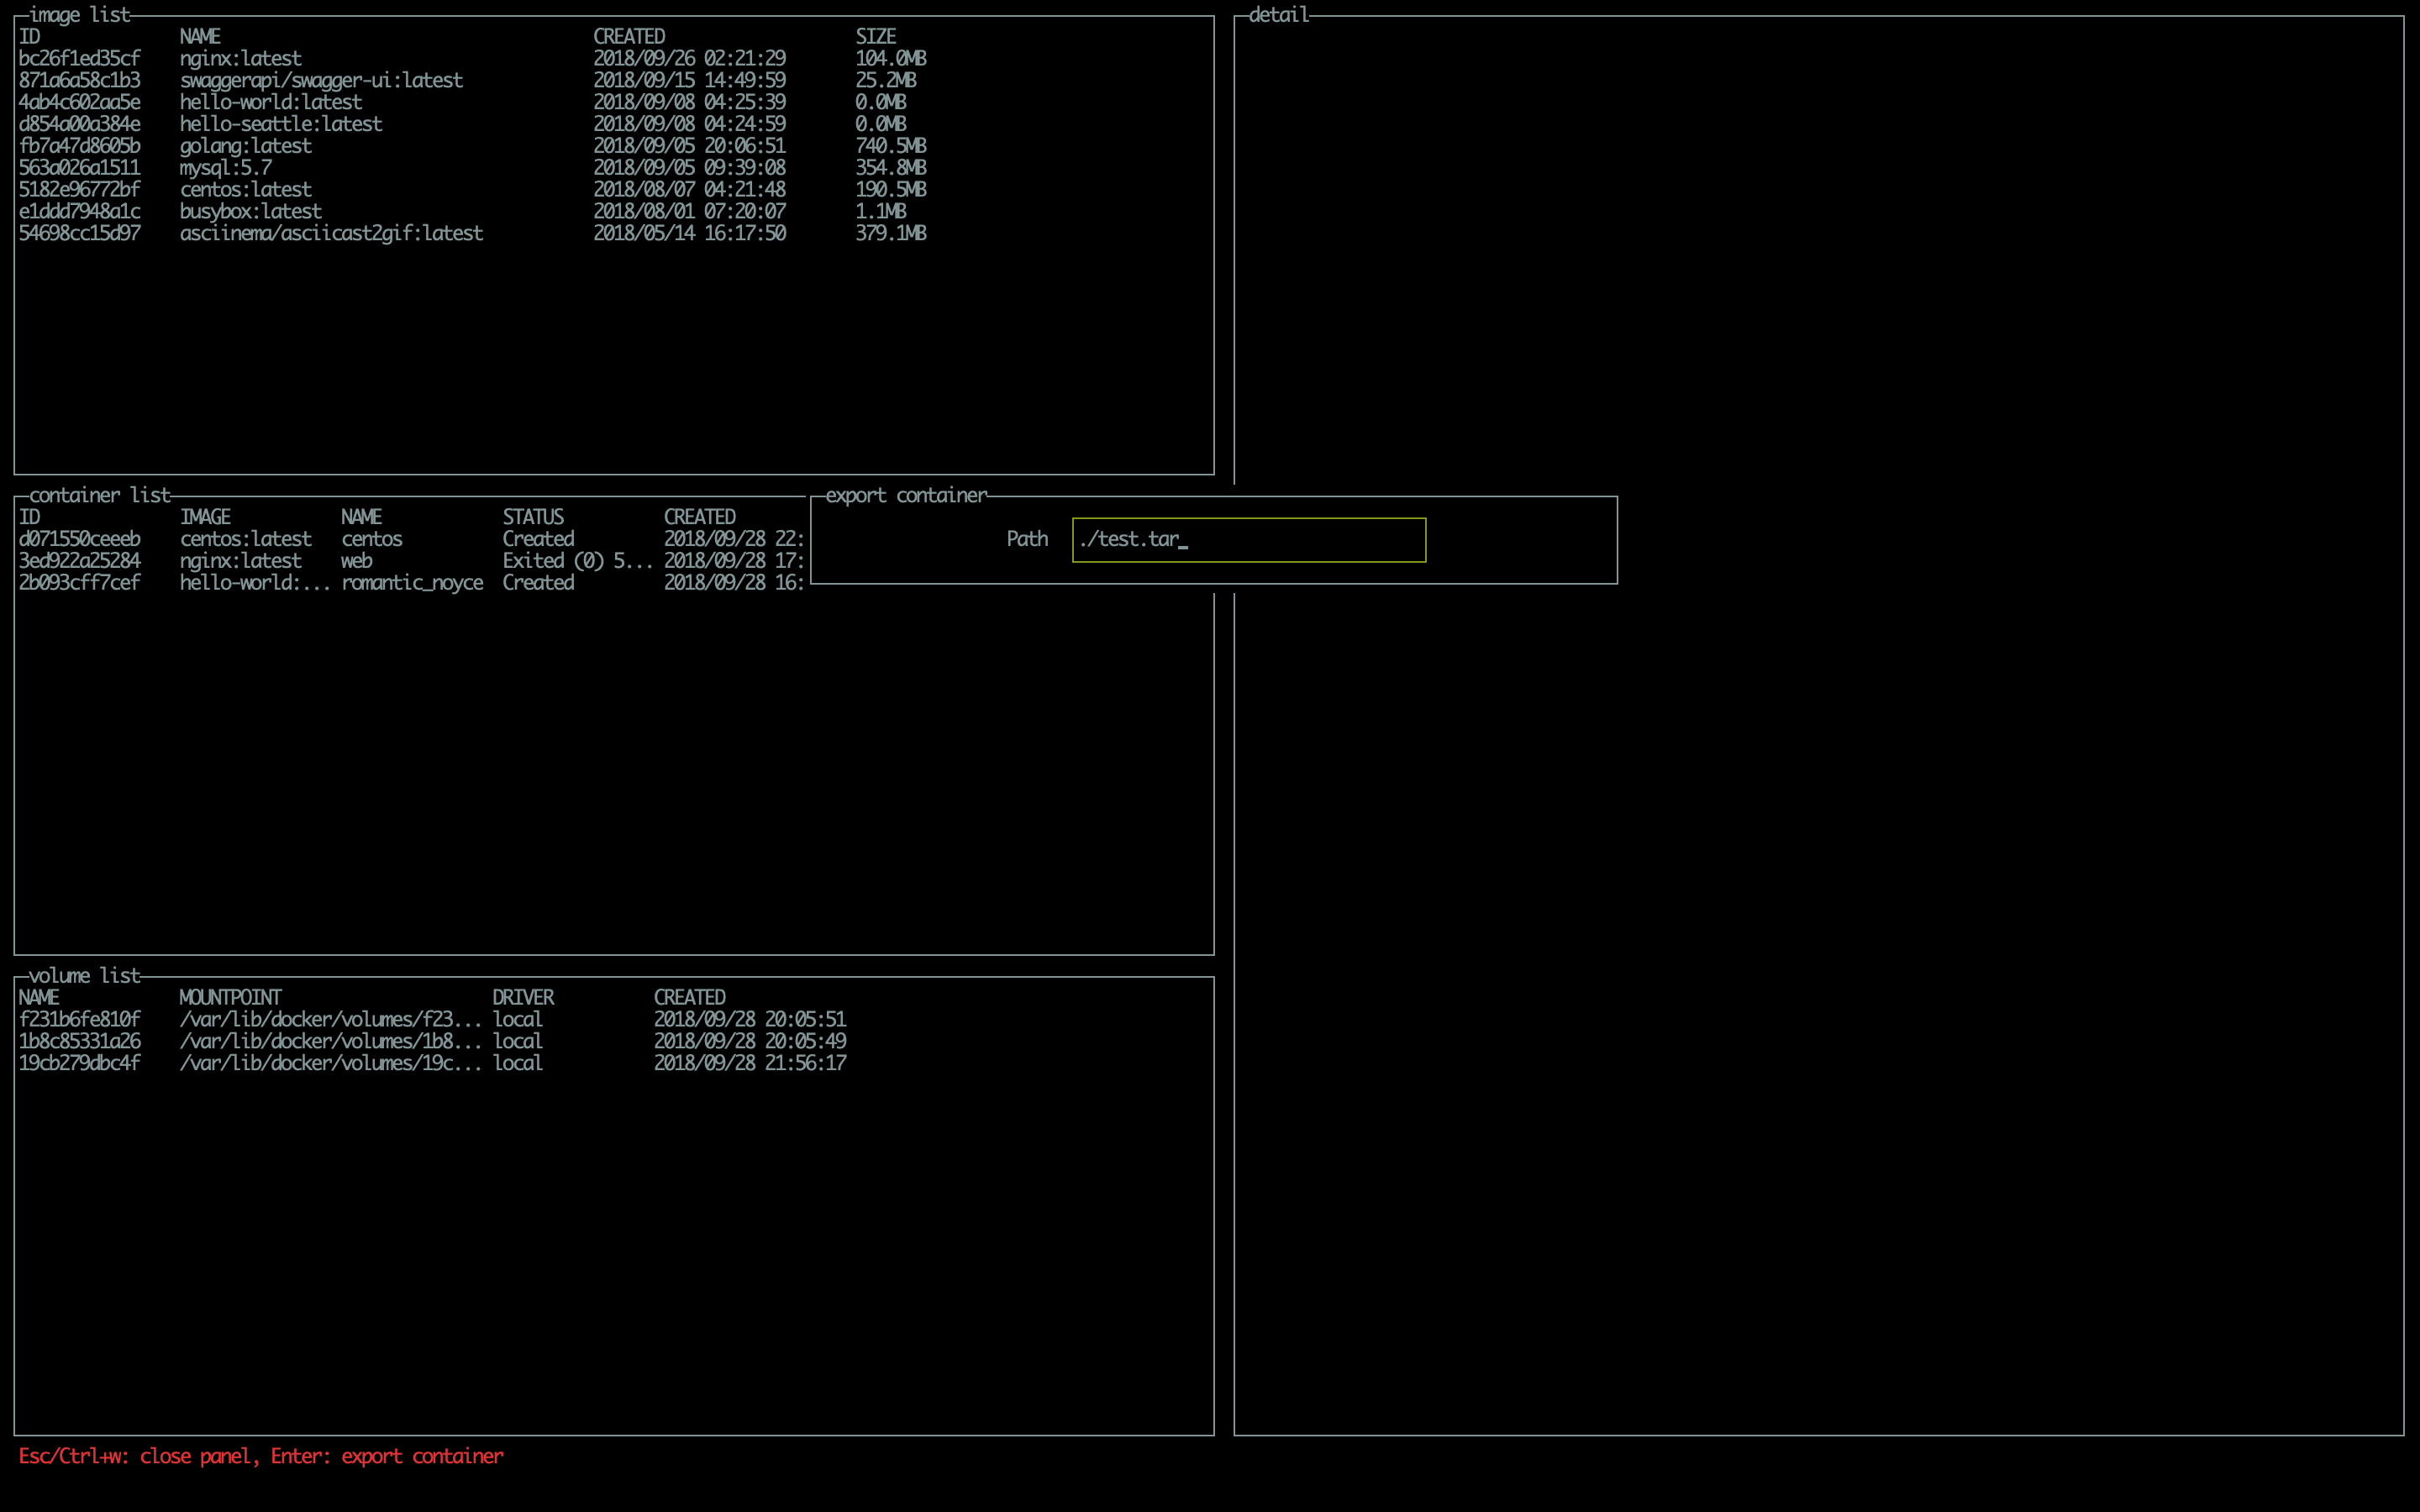 image list
ID NAME CREATED SIZE
bc26f1ed35cf nginx:latest 2018/09/26 02:21:29 104.0MB
871a6a58c1b3 swaggerapi/swagger-ui:latest 2018/09/15 14:49:59 25.2MB
4ab4c602aa5e hello-world:latest 2018/09/08 04:25:39 0.0MB
d854a00a384e hello-seattle:latest 2018/09/08 04:24:59 0.0MB
fb7a47d8605b golang:latest 2018/09/05 20:06:51 740.5MB
563a026a1511 mysql:5.7 2018/09/05 09:39:08 354.8MB
5182e96772bf centos:latest 2018/08/07 04:21:48 190.5MB
e1ddd7948a1c busybox:latest 2018/08/01 07:20:07 1.1MB
54698cc15d97 asciinema/asciicast2gif:latest 2018/05/14 16:17:50 379.1MB
detail
container list
ID IMAGE NAME STATUS CREATED
d071550ceeeb centos:latest centos Created 2018/09/28 22:
3ed922a25284 nginx:latest web Exited (0) 5... 2018/09/28 17:
2b093cff7cef hello-world:... romantic_noyce Created 2018/09/28 16:
export container
Path ./test.tar
volume list
NAME MOUNTPOINT DRIVER CREATED
f231b6fe810f /var/lib/docker/volumes/f23... local 2018/09/28 20:05:51
1b8c85331a26 /var/lib/docker/volumes/1b8... local 2018/09/28 20:05:49
19cb279dbc4f /var/lib/docker/volumes/19c... local 2018/09/28 21:56:17
Esc/Ctrl+w: close panel, Enter: export container